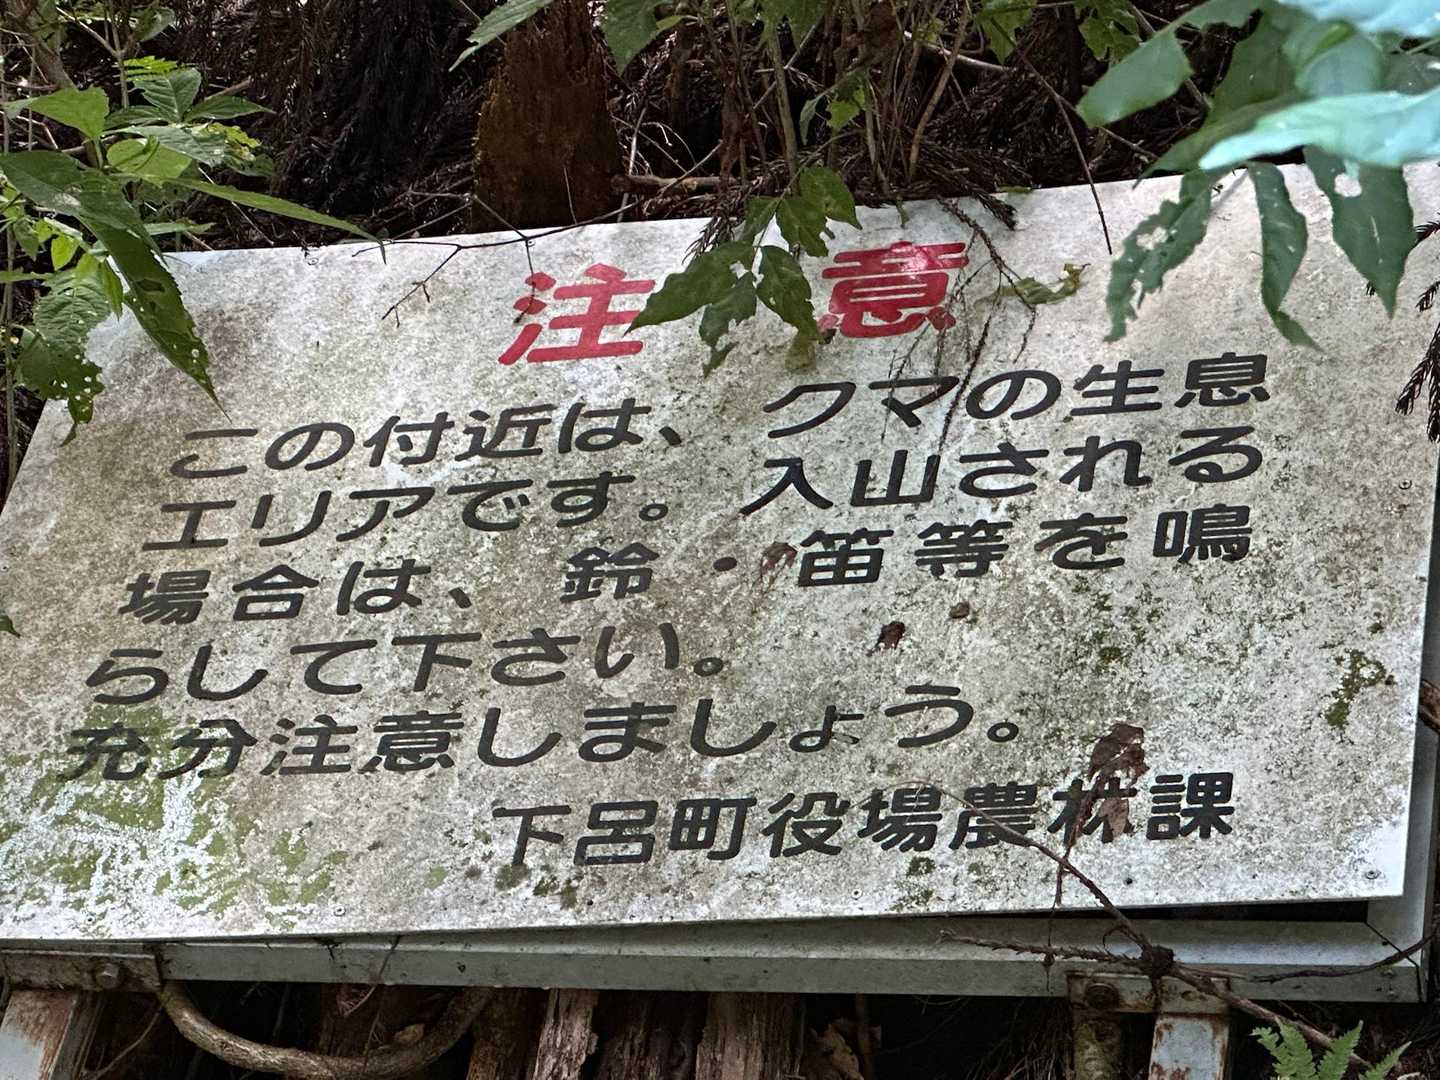 注意
この付近は、クマの生息
エリアです。入山される
場合は、鈴・笛等を鳴
らして下さい。
充分注意しましょう。
下呂町役場農林課